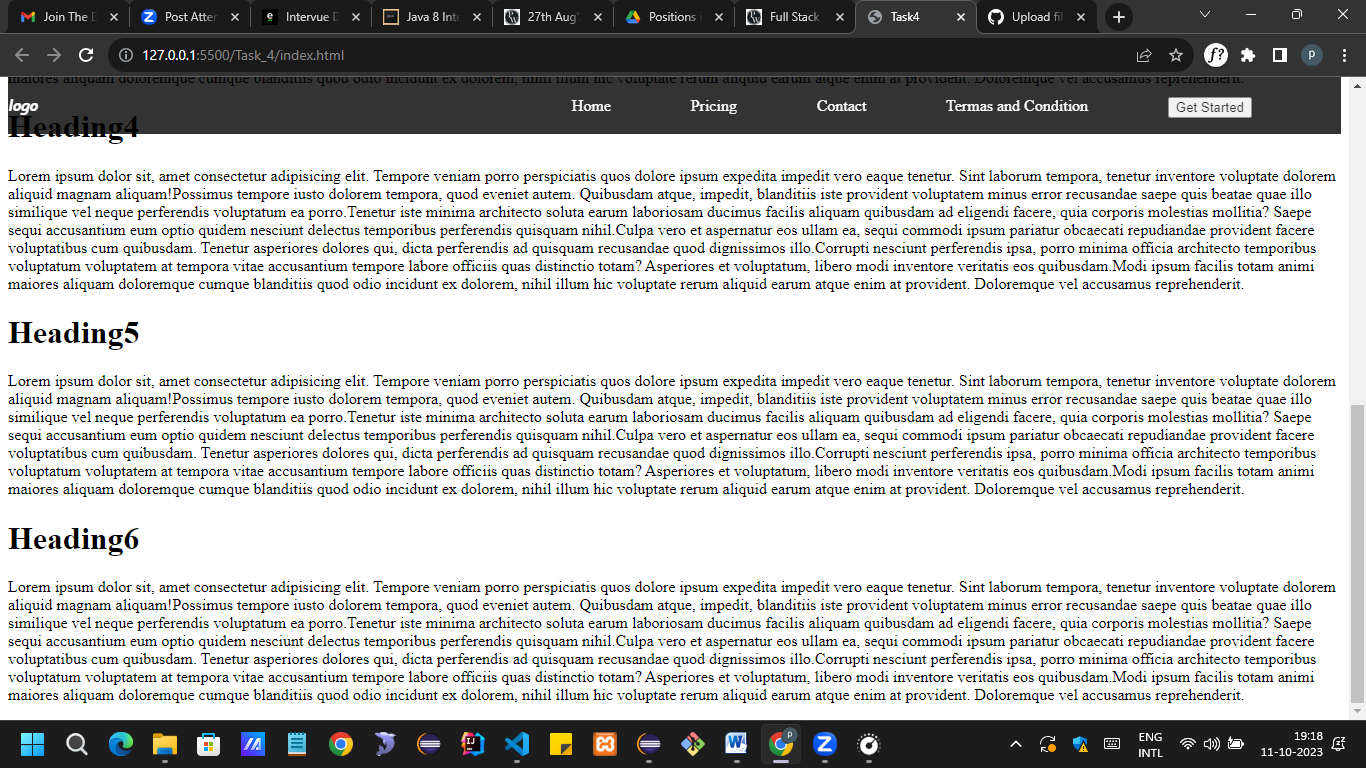 Join The D
Post Atten
Intervue D
Java 8 Inte
27th Aug'
Positions
Full Stack
Task4
Upload fil
127.0.0.1:5500/Task_4/index.html
f?
p
maiores aliquam doloremque cumque blanditiis quod odio incidunt ex dolorem, nihil illum hic voluptate rerum aliquid earum atque enim at provident. Doloremque vel accusamus reprehenderit.
logo Home Pricing Contact Termas and Condition Get Started
Heading4
Lorem ipsum dolor sit, amet consectetur adipisicing elit. Tempore veniam porro perspiciatis quos dolore ipsum expedita impedit vero eaque tenetur. Sint laborum tempora, tenetur inventore voluptate dolorem
aliquid magnam aliquam!Possimus tempore iusto dolorem tempora, quod eveniet autem. Quibusdam atque, impedit, blanditiis iste provident voluptatem minus error recusandae saepe quis beatae quae illo
similique vel neque perferendis voluptatum ea porro.Tenetur iste minima architecto soluta earum laboriosam ducimus facilis aliquam quibusdam ad eligendi facere, quia corporis molestias mollitia? Saepe
sequi accusantium eum optio quidem nesciunt delectus temporibus perferendis quisquam nihil.Culpa vero et aspernatur eos ullam ea, sequi commodi ipsum pariatur obcaecati repudiandae provident facere
voluptatibus cum quibusdam. Tenetur asperiores dolores qui, dicta perferendis ad quisquam recusandae quod dignissimos illo.Corrupti nesciunt perferendis ipsa, porro minima officia architecto temporibus
voluptatum voluptatem at tempora vitae accusantium tempore labore officiis quas distinctio totam? Asperiores et voluptatum, libero modi inventore veritatis eos quibusdam.Modi ipsum facilis totam animi
maiores aliquam doloremque cumque blanditiis quod odio incidunt ex dolorem, nihil illum hic voluptate rerum aliquid earum atque enim at provident. Doloremque vel accusamus reprehenderit.
Heading5
Lorem ipsum dolor sit, amet consectetur adipisicing elit. Tempore veniam porro perspiciatis quos dolore ipsum expedita impedit vero eaque tenetur. Sint laborum tempora, tenetur inventore voluptate dolorem
aliquid magnam aliquam!Possimus tempore iusto dolorem tempora, quod eveniet autem. Quibusdam atque, impedit, blanditiis iste provident voluptatem minus error recusandae saepe quis beatae quae illo
similique vel neque perferendis voluptatum ea porro.Tenetur iste minima architecto soluta earum laboriosam ducimus facilis aliquam quibusdam ad eligendi facere, quia corporis molestias mollitia? Saepe
sequi accusantium eum optio quidem nesciunt delectus temporibus perferendis quisquam nihil.Culpa vero et aspernatur eos ullam ea, sequi commodi ipsum pariatur obcaecati repudiandae provident facere
voluptatibus cum quibusdam. Tenetur asperiores dolores qui, dicta perferendis ad quisquam recusandae quod dignissimos illo.Corrupti nesciunt perferendis ipsa, porro minima officia architecto temporibus
voluptatum voluptatem at tempora vitae accusantium tempore labore officiis quas distinctio totam? Asperiores et voluptatum, libero modi inventore veritatis eos quibusdam.Modi ipsum facilis totam animi
maiores aliquam doloremque cumque blanditiis quod odio incidunt ex dolorem, nihil illum hic voluptate rerum aliquid earum atque enim at provident. Doloremque vel accusamus reprehenderit.
Heading6
Lorem ipsum dolor sit, amet consectetur adipisicing elit. Tempore veniam porro perspiciatis quos dolore ipsum expedita impedit vero eaque tenetur. Sint laborum tempora, tenetur inventore voluptate dolorem
aliquid magnam aliquam!Possimus tempore iusto dolorem tempora, quod eveniet autem. Quibusdam atque, impedit, blanditiis iste provident voluptatem minus error recusandae saepe quis beatae quae illo
similique vel neque perferendis voluptatum ea porro.Tenetur iste minima architecto soluta earum laboriosam ducimus facilis aliquam quibusdam ad eligendi facere, quia corporis molestias mollitia? Saepe
sequi accusantium eum optio quidem nesciunt delectus temporibus perferendis quisquam nihil.Culpa vero et aspernatur eos ullam ea, sequi commodi ipsum pariatur obcaecati repudiandae provident facere
voluptatibus cum quibusdam. Tenetur asperiores dolores qui, dicta perferendis ad quisquam recusandae quod dignissimos illo.Corrupti nesciunt perferendis ipsa, porro minima officia architecto temporibus
voluptatum voluptatem at tempora vitae accusantium tempore labore officiis quas distinctio totam? Asperiores et voluptatum, libero modi inventore veritatis eos quibusdam.Modi ipsum facilis totam animi
maiores aliquam doloremque cumque blanditiis quod odio incidunt ex dolorem, nihil illum hic voluptate rerum aliquid earum atque enim at provident. Doloremque vel accusamus reprehenderit.
ENG
INTL
19:18
11-10-2023